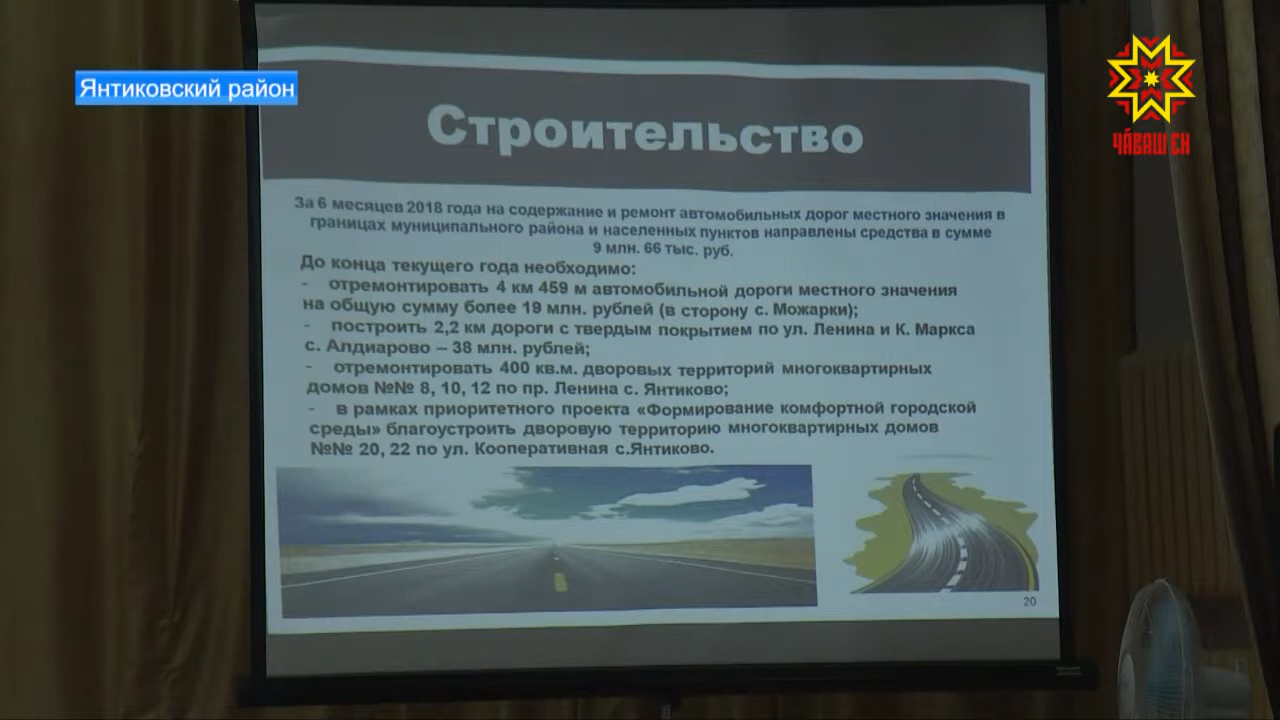 Янтиковский район
ЧӐВАШ ЕН
Строительство
За 6 месяцев 2018 года на содержание и ремонт автомобильных дорог местного значения в
границах муниципального района и населенных пунктов направлены средства в сумме
9 млн. 66 тыс. руб.
До конца текущего года необходимо:
- отремонтировать 4 км 459 м автомобильной дороги местного значения
на общую сумму более 19 млн. рублей (в сторону с. Можарки);
- построить 2,2 км дороги с твердым покрытием по ул. Ленина и К. Маркса
с. Алдиарово – 38 млн. рублей;
- отремонтировать 400 кв.м. дворовых территорий многоквартирных
домов №№ 8, 10, 12 по пр. Ленина с. Янтиково;
- в рамках приоритетного проекта «Формирование комфортной городской
среды» благоустроить дворовую территорию многоквартирных домов
№№ 20, 22 по ул. Кооперативная с.Янтиково.
20